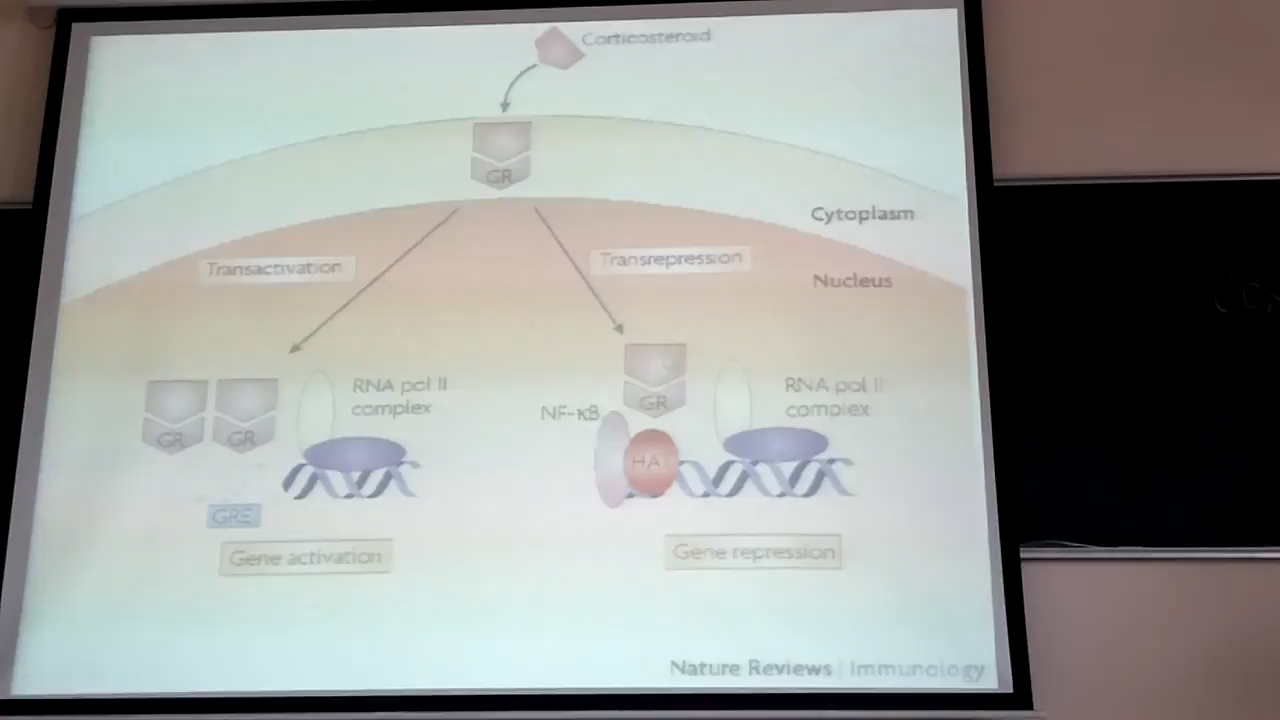 Corticosteroid
GR
Cytoplasm
Nucleus
Transactivation
Transrepression
GR
GR
RNA pol II
complex
GRE
Gene activation
GR
NF-κB
HA
RNA pol II
complex
Gene repression
Nature Reviews | Immunology